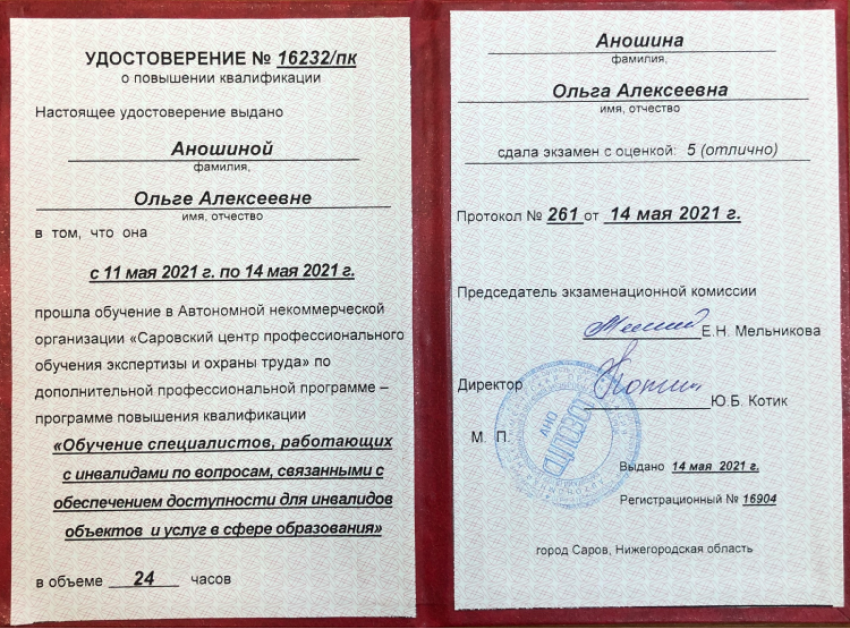 УДОСТОВЕРЕНИЕ № 16232/пк
о повышении квалификации
Настоящее удостоверение выдано
Аношиной
фамилия,
Ольге Алексеевне
имя, отчество
в том, что она
с 11 мая 2021 г. по 14 мая 2021 г.
прошла обучение в Автономной некоммерческой
организации «Саровский центр профессионального
обучения экспертизы и охраны труда» по
дополнительной профессиональной программе –
программе повышения квалификации
«Обучение специалистов, работающих
с инвалидами по вопросам, связанными с
обеспечением доступности для инвалидов
объектов и услуг в сфере образования»
в объеме 24 часов
Аношина
фамилия,
Ольга Алексеевна
имя, отчество
сдала экзамен с оценкой: 5 (отлично)
Протокол № 261 от 14 мая 2021 г.
Председатель экзаменационной комиссии
Е.Н. Мельникова
Директор
Ю.Б. Котик
М. П.
АНО
Выдано 14 мая 2021 г.
Регистрационный № 16904
город Саров, Нижегородская область